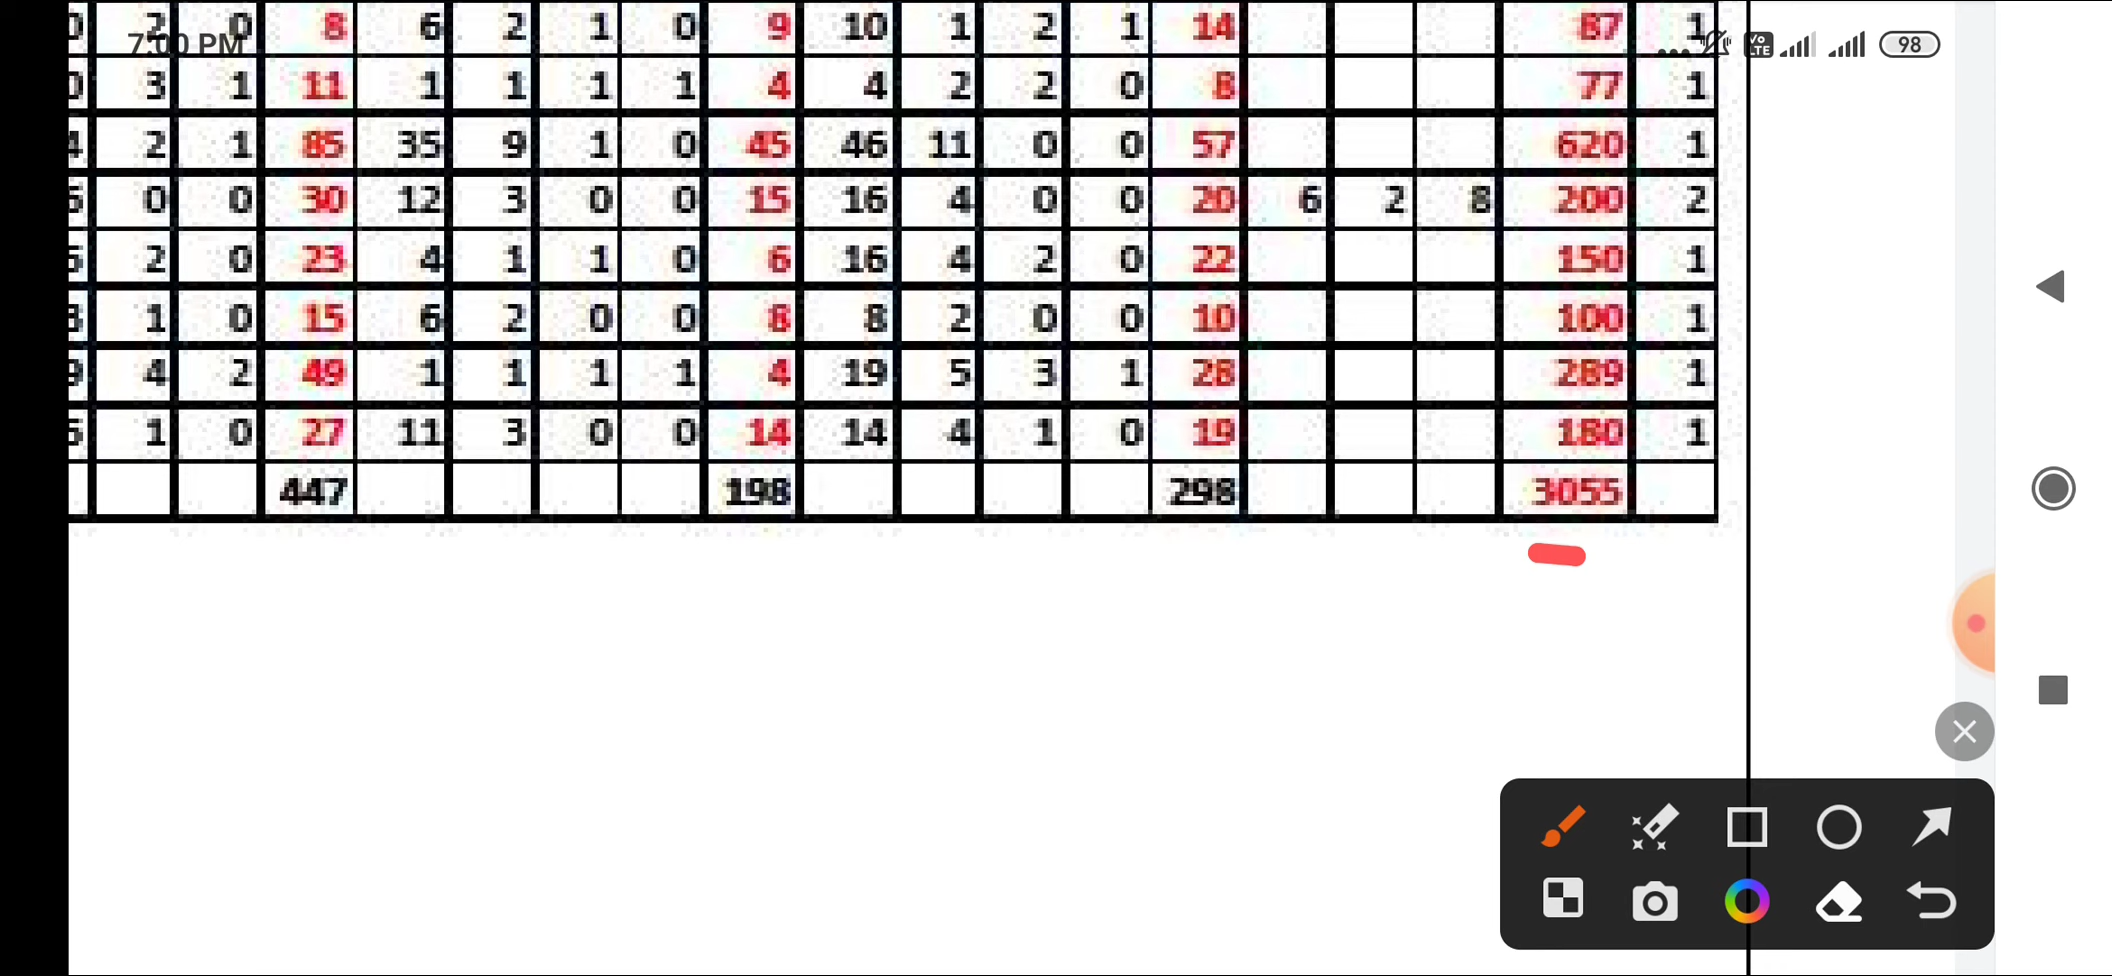 2 0 8 6 2 1 0 9 10 1 2 1 14 87 1
7:00 PM
Vo LTE 98
3 1 11 1 1 1 1 4 4 2 2 0 8 77 1
4 2 1 85 35 9 1 0 45 46 11 0 0 57 620 1
0 0 30 12 3 0 0 15 16 4 0 0 20 6 2 8 200 2
2 0 23 4 1 1 0 6 16 4 2 0 22 150 1
1 0 15 6 2 0 0 8 8 2 0 0 10 100 1
9 4 2 49 1 1 1 1 4 19 5 3 1 28 289 1
1 0 27 11 3 0 0 14 14 4 1 0 19 180 1
447 198 298 3055